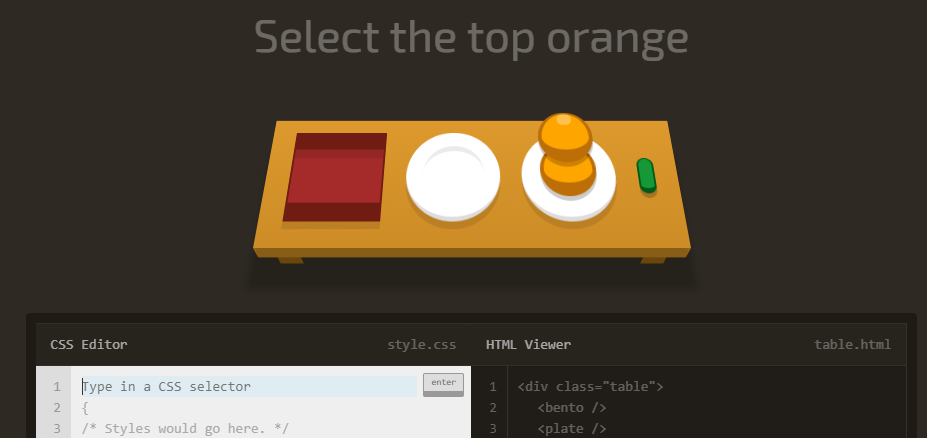 Select the top orange
CSS Editor
style.css
HTML Viewer
table.html
1
Type in a CSS selector
enter
2
{
3
/* Styles would go here. */
1
<div class="table">
2
<bento />
3
<plate />